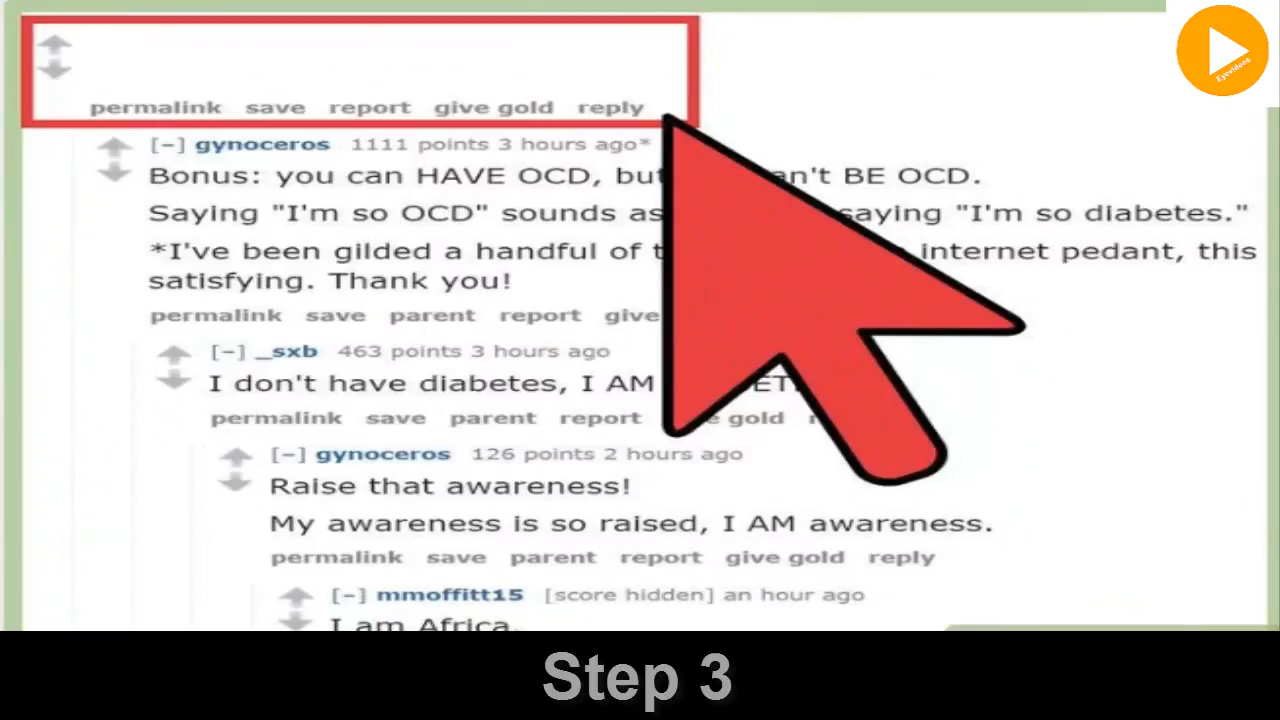 Eyevideos
permalink save report give gold reply
[–] gynoceros 1111 points 3 hours ago*
Bonus: you can HAVE OCD, but an't BE OCD.
Saying "I'm so OCD" sounds as saying "I'm so diabetes."
*I've been gilded a handful of internet pedant, this
satisfying. Thank you!
permalink save parent report give
[–] _sxb 463 points 3 hours ago
I don't have diabetes, I AM
permalink save parent report gold
[–] gynoceros 126 points 2 hours ago
Raise that awareness!
My awareness is so raised, I AM awareness.
permalink save parent report give gold reply
[–] mmoffitt15 [score hidden] an hour ago
I am Africa.
Step 3